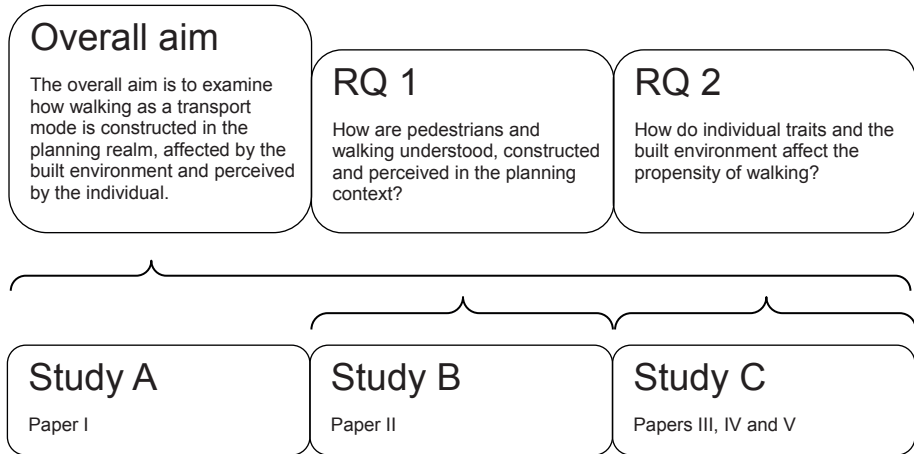 Overall aim
The overall aim is to examine
how walking as a transport
mode is constructed in the
planning realm, affected by the
built environment and perceived
by the individual.
RQ 1
How are pedestrians and
walking understood, constructed
and perceived in the planning
context?
RQ 2
How do individual traits and the
built environment affect the
propensity of walking?
Study A
Paper I
Study B
Paper II
Study C
Papers III, IV and V